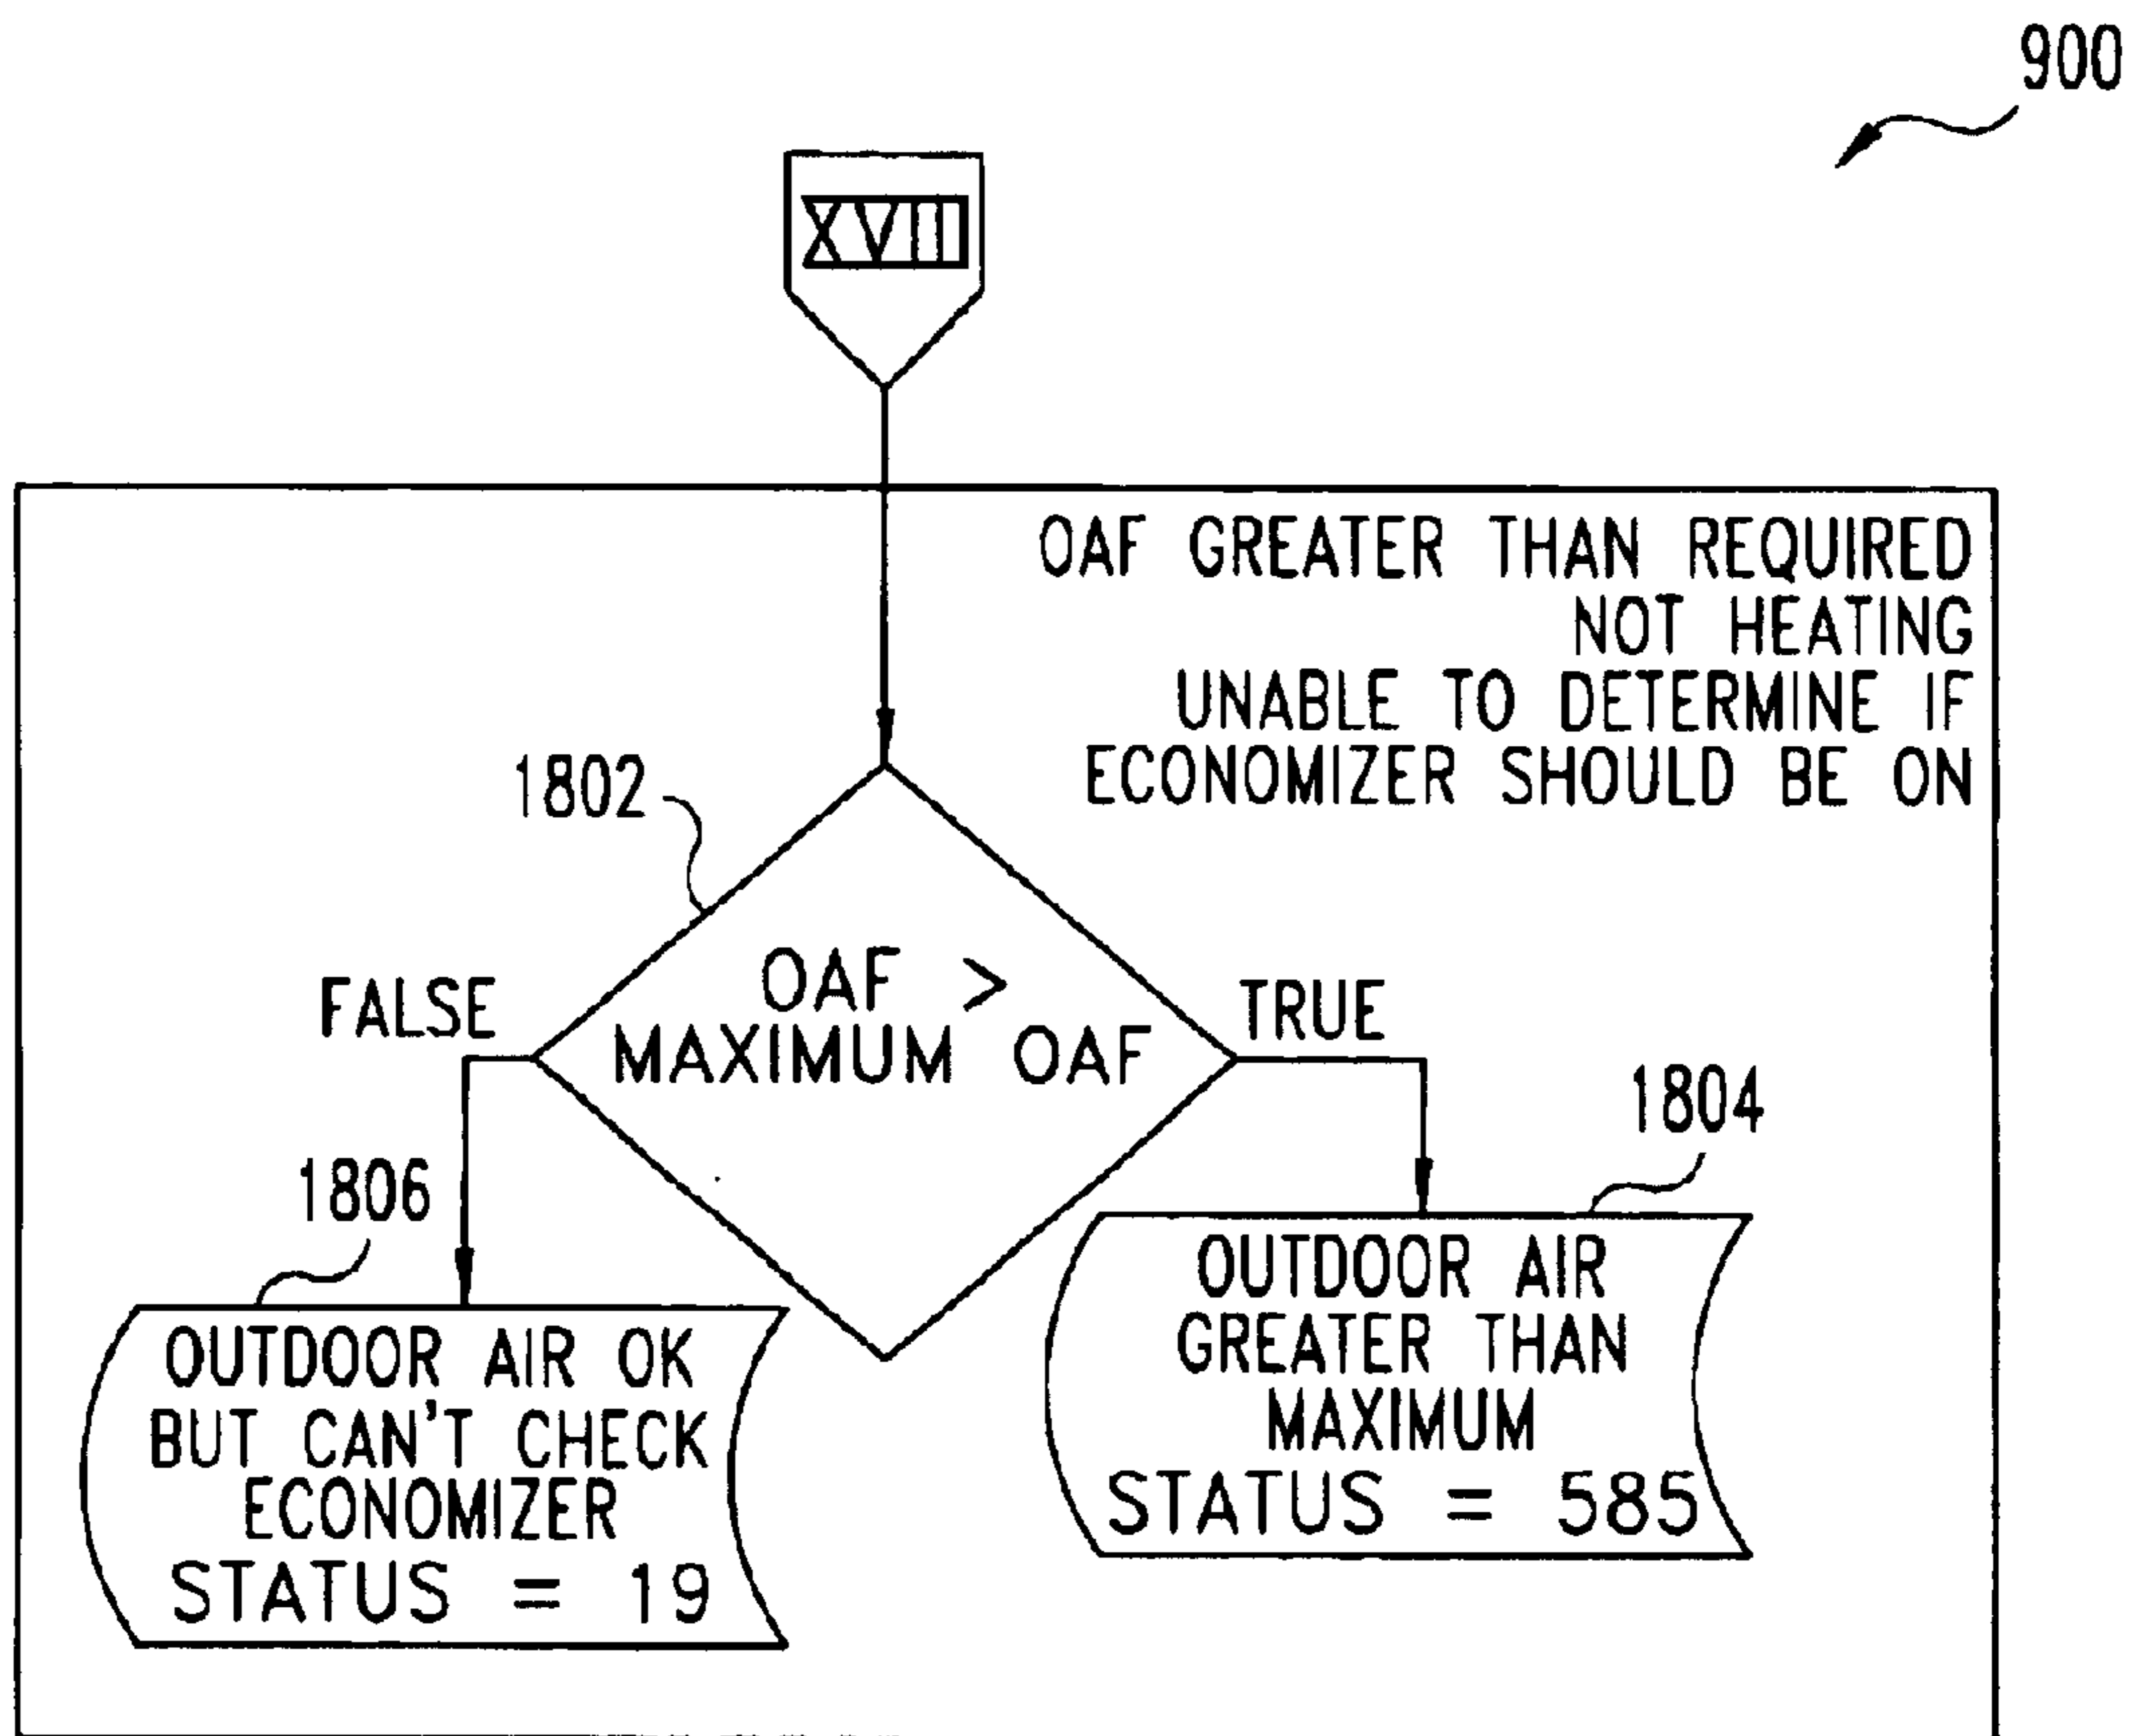 900
XVIII
OAF GREATER THAN REQUIRED
NOT HEATING
UNABLE TO DETERMINE IF
ECONOMIZER SHOULD BE ON
1802
OAF >
MAXIMUM OAF
FALSE
TRUE
1804
1806
OUTDOOR AIR
GREATER THAN
MAXIMUM
STATUS = 585
OUTDOOR AIR OK
BUT CAN'T CHECK
ECONOMIZER
STATUS = 19